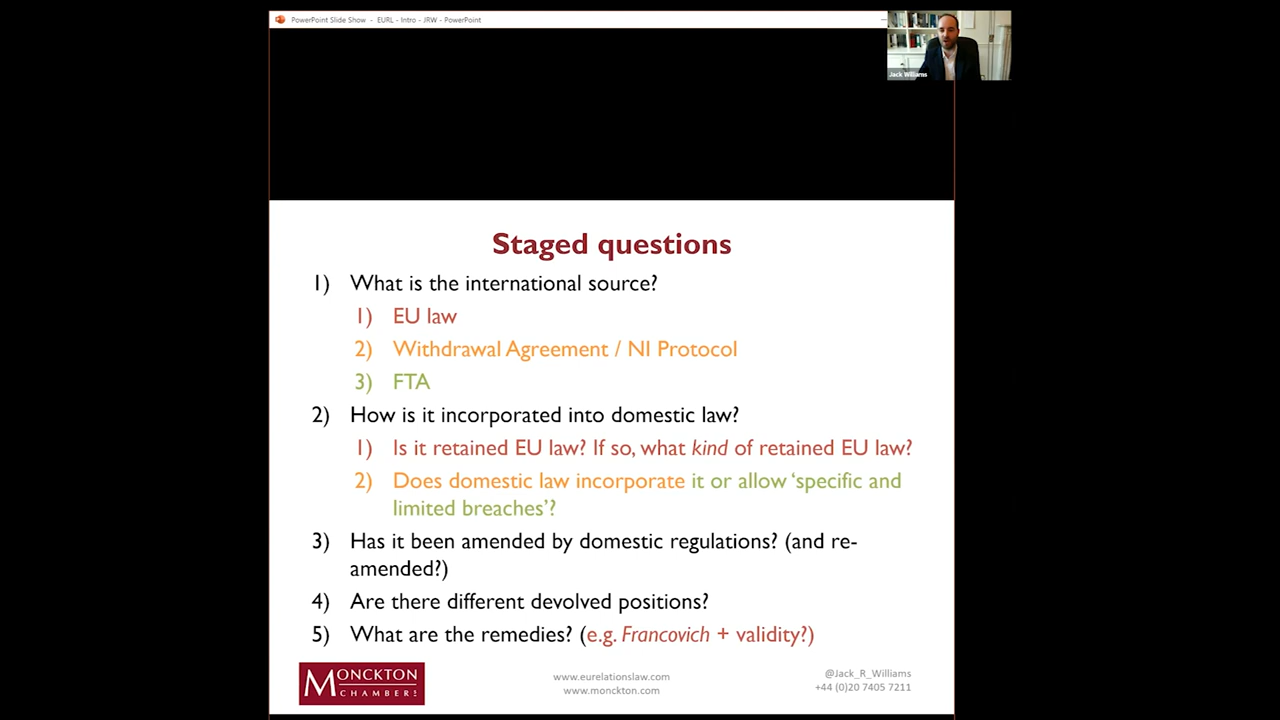 PowerPoint Slide Show - EURL - Intro - JRW - PowerPoint
Jack Williams
Staged questions
1) What is the international source?
1) EU law
2) Withdrawal Agreement / NI Protocol
3) FTA
2) How is it incorporated into domestic law?
1) Is it retained EU law? If so, what kind of retained EU law?
2) Does domestic law incorporate it or allow ‘specific and
limited breaches’?
3) Has it been amended by domestic regulations? (and re-
amended?)
4) Are there different devolved positions?
5) What are the remedies? (e.g. Francovich + validity?)
MONCKTON
CHAMBERS
www.eurelationslaw.com
www.monckton.com
@Jack_R_Williams
+44 (0)20 7405 7211